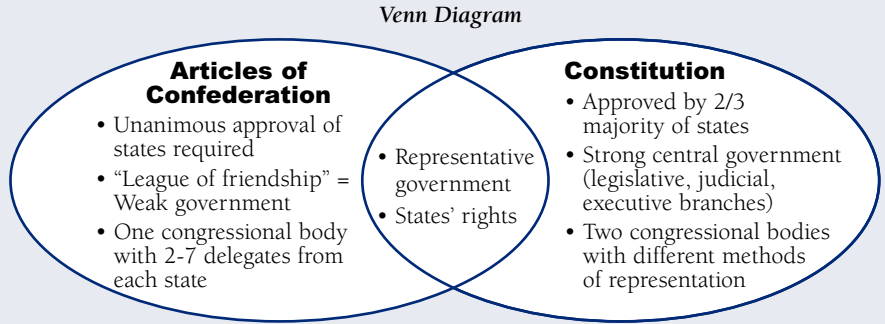 Venn Diagram
Articles of
Confederation
• Unanimous approval of
states required
• “League of friendship” =
Weak government
• One congressional body
with 2-7 delegates from
each state
• Representative
government
• States’ rights
Constitution
• Approved by 2/3
majority of states
• Strong central government
(legislative, judicial,
executive branches)
• Two congressional bodies
with different methods
of representation